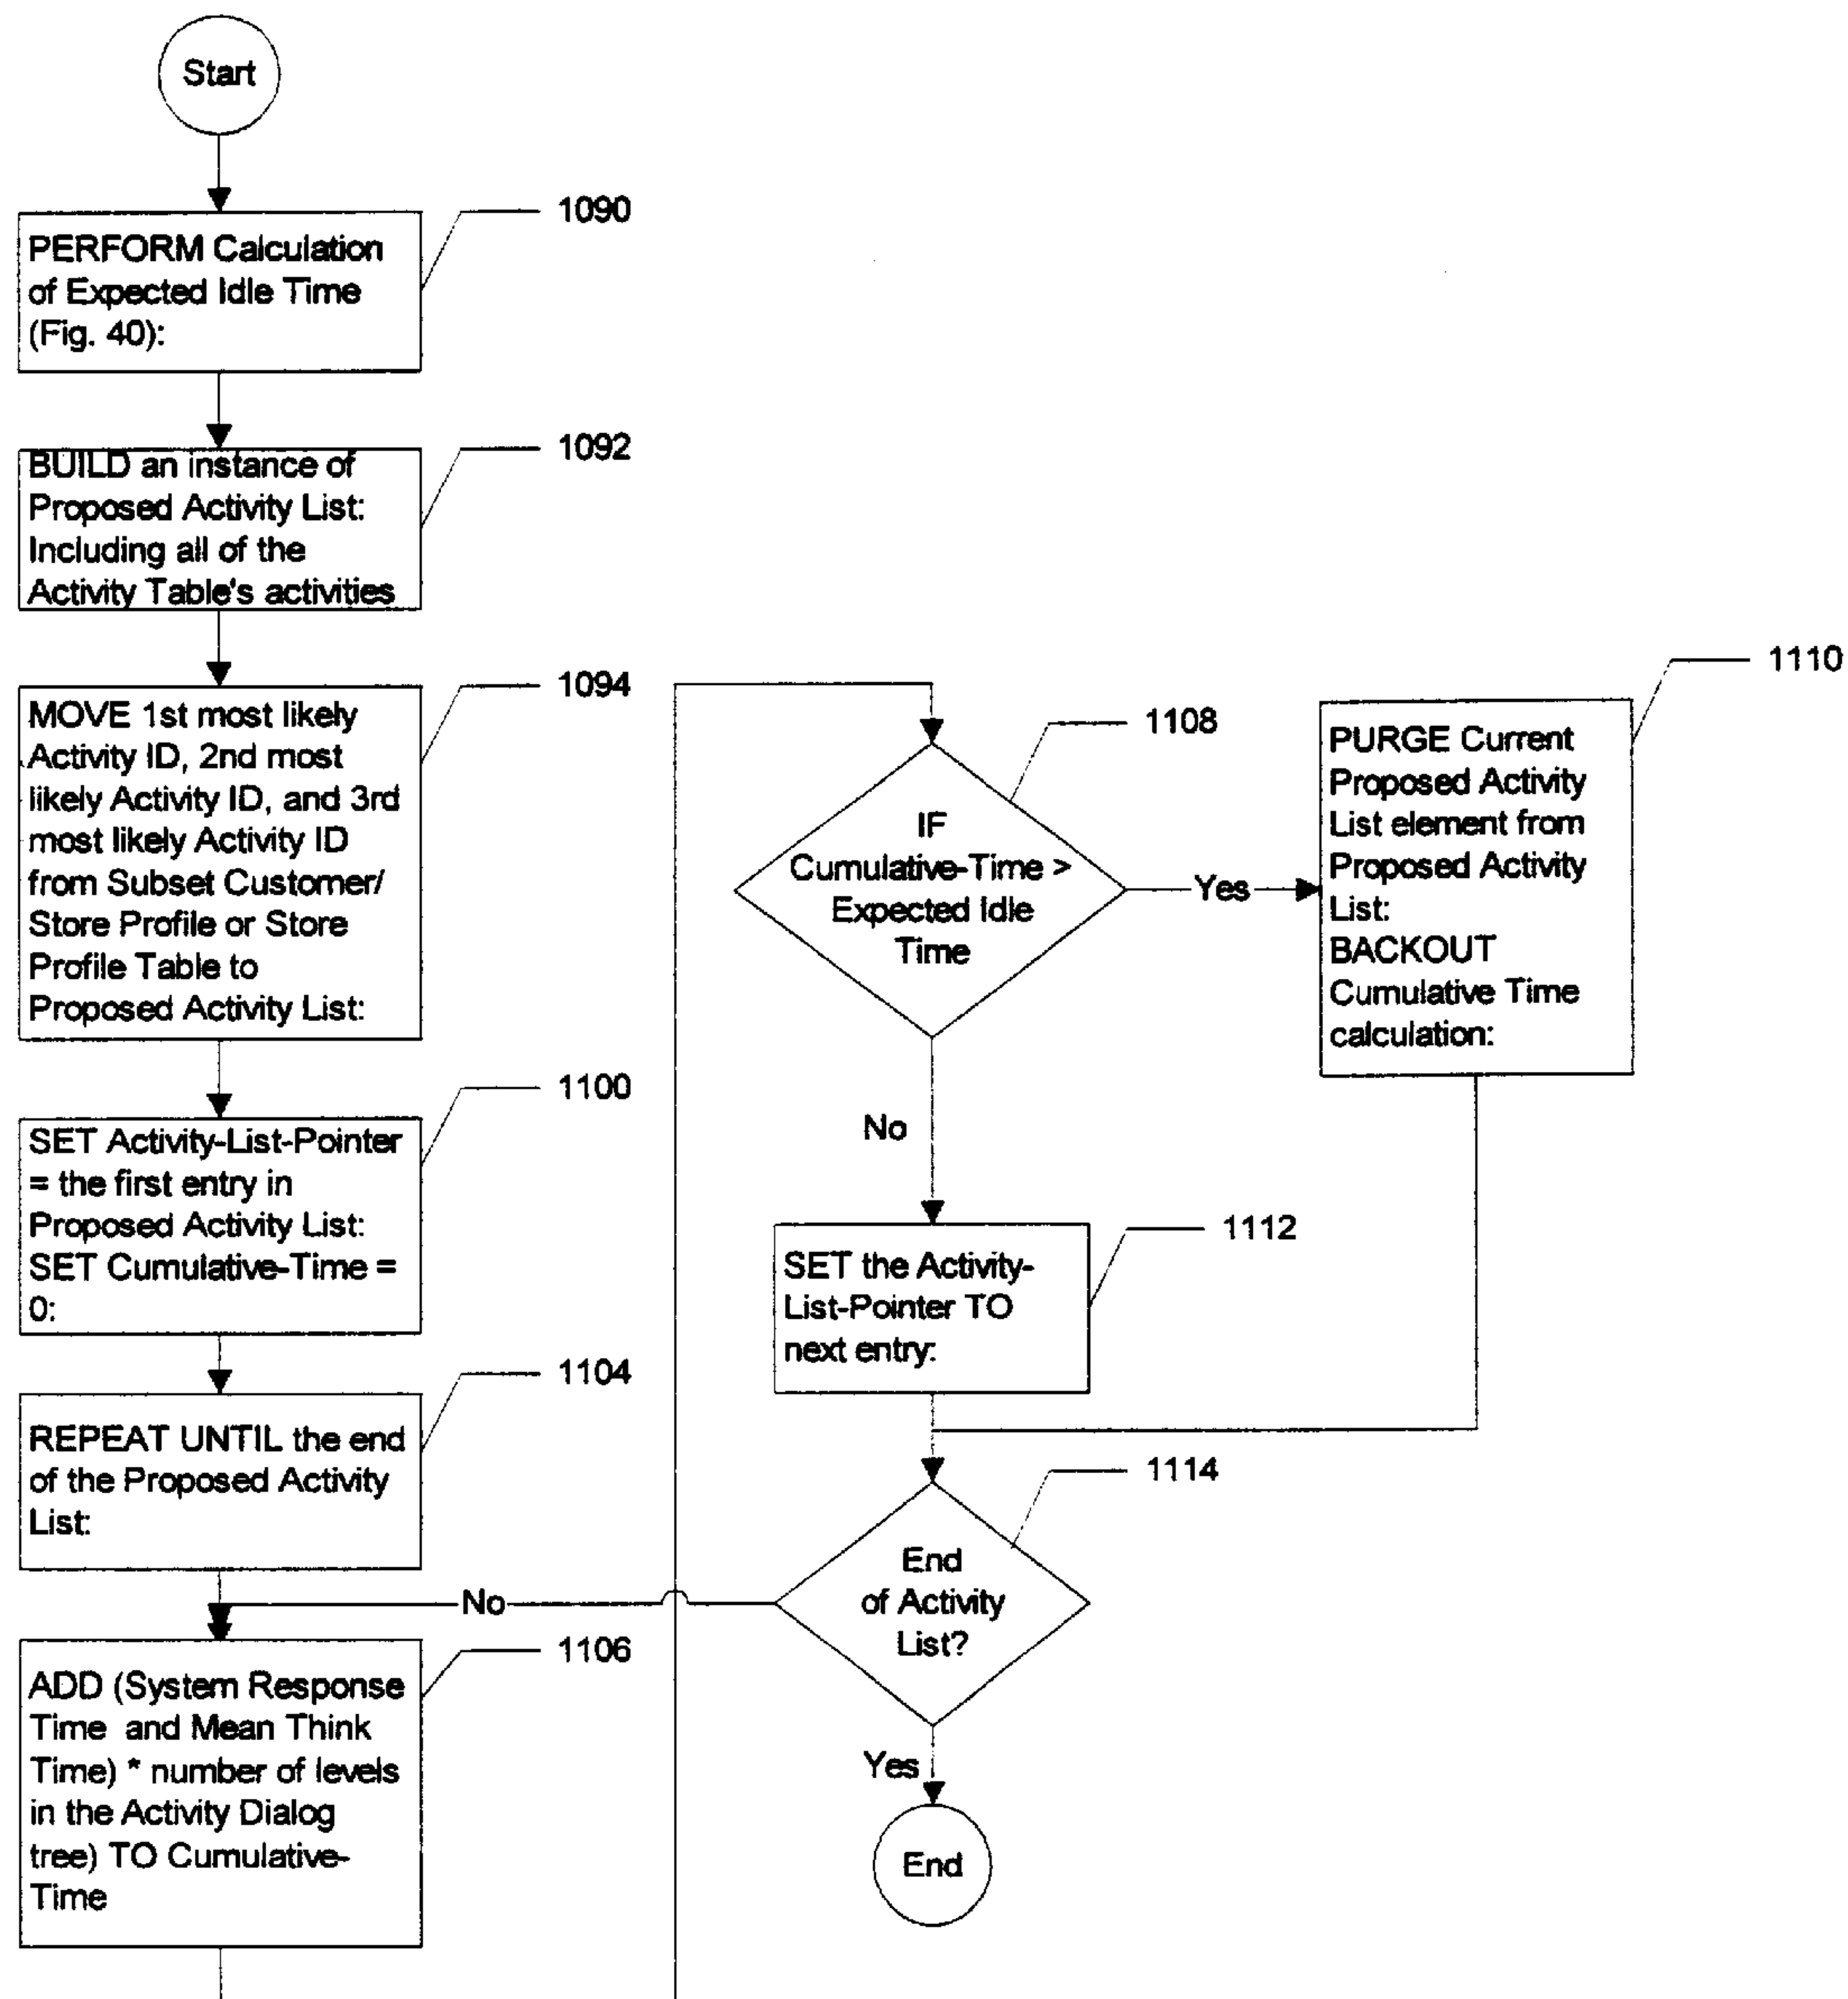 Start
1090
PERFORM Calculation
of Expected Idle Time
(Fig. 40):
1092
BUILD an instance of
Proposed Activity List:
Including all of the
Activity Table's activities
1094
MOVE 1st most likely
Activity ID, 2nd most
likely Activity ID, and 3rd
most likely Activity ID
from Subset Customer/
Store Profile or Store
Profile Table to
Proposed Activity List:
1100
SET Activity-List-Pointer
= the first entry in
Proposed Activity List:
SET Cumulative-Time =
0:
1104
REPEAT UNTIL the end
of the Proposed Activity
List:
No
1106
ADD (System Response
Time and Mean Think
Time) * number of levels
in the Activity Dialog
tree) TO Cumulative-
Time
1108
IF
Cumulative-Time >
Expected Idle
Time
Yes
1110
PURGE Current
Proposed Activity
List element from
Proposed Activity
List:
BACKOUT
Cumulative Time
calculation:
No
1112
SET the Activity-
List-Pointer TO
next entry:
1114
End
of Activity
List?
Yes
End